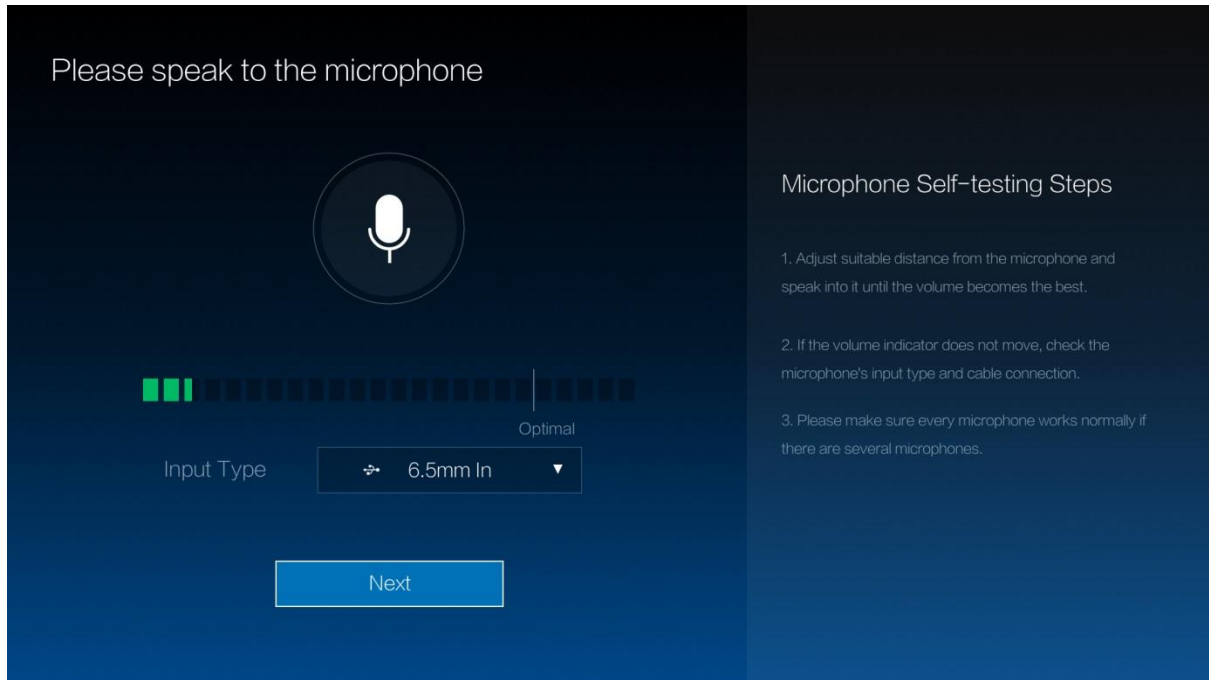 Please speak to the microphone
Optimal
Input Type
6.5mm In
Next
Microphone Self-testing Steps
1. Adjust suitable distance from the microphone and
speak into it until the volume becomes the best.
2. If the volume indicator does not move, check the
microphone's input type and cable connection.
3. Please make sure every microphone works normally if
there are several microphones.